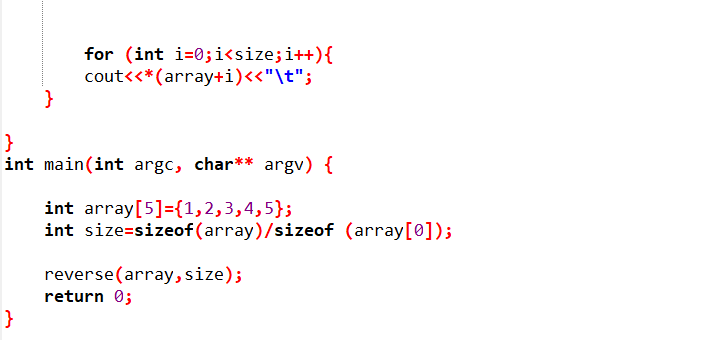 for (int i=0;i<size;i++){
cout<<*(array+i)<<"\t";
}
}
int main(int argc, char** argv) {
int array[5]={1,2,3,4,5};
int size=sizeof(array)/sizeof (array[0]);
reverse(array,size);
return 0;
}